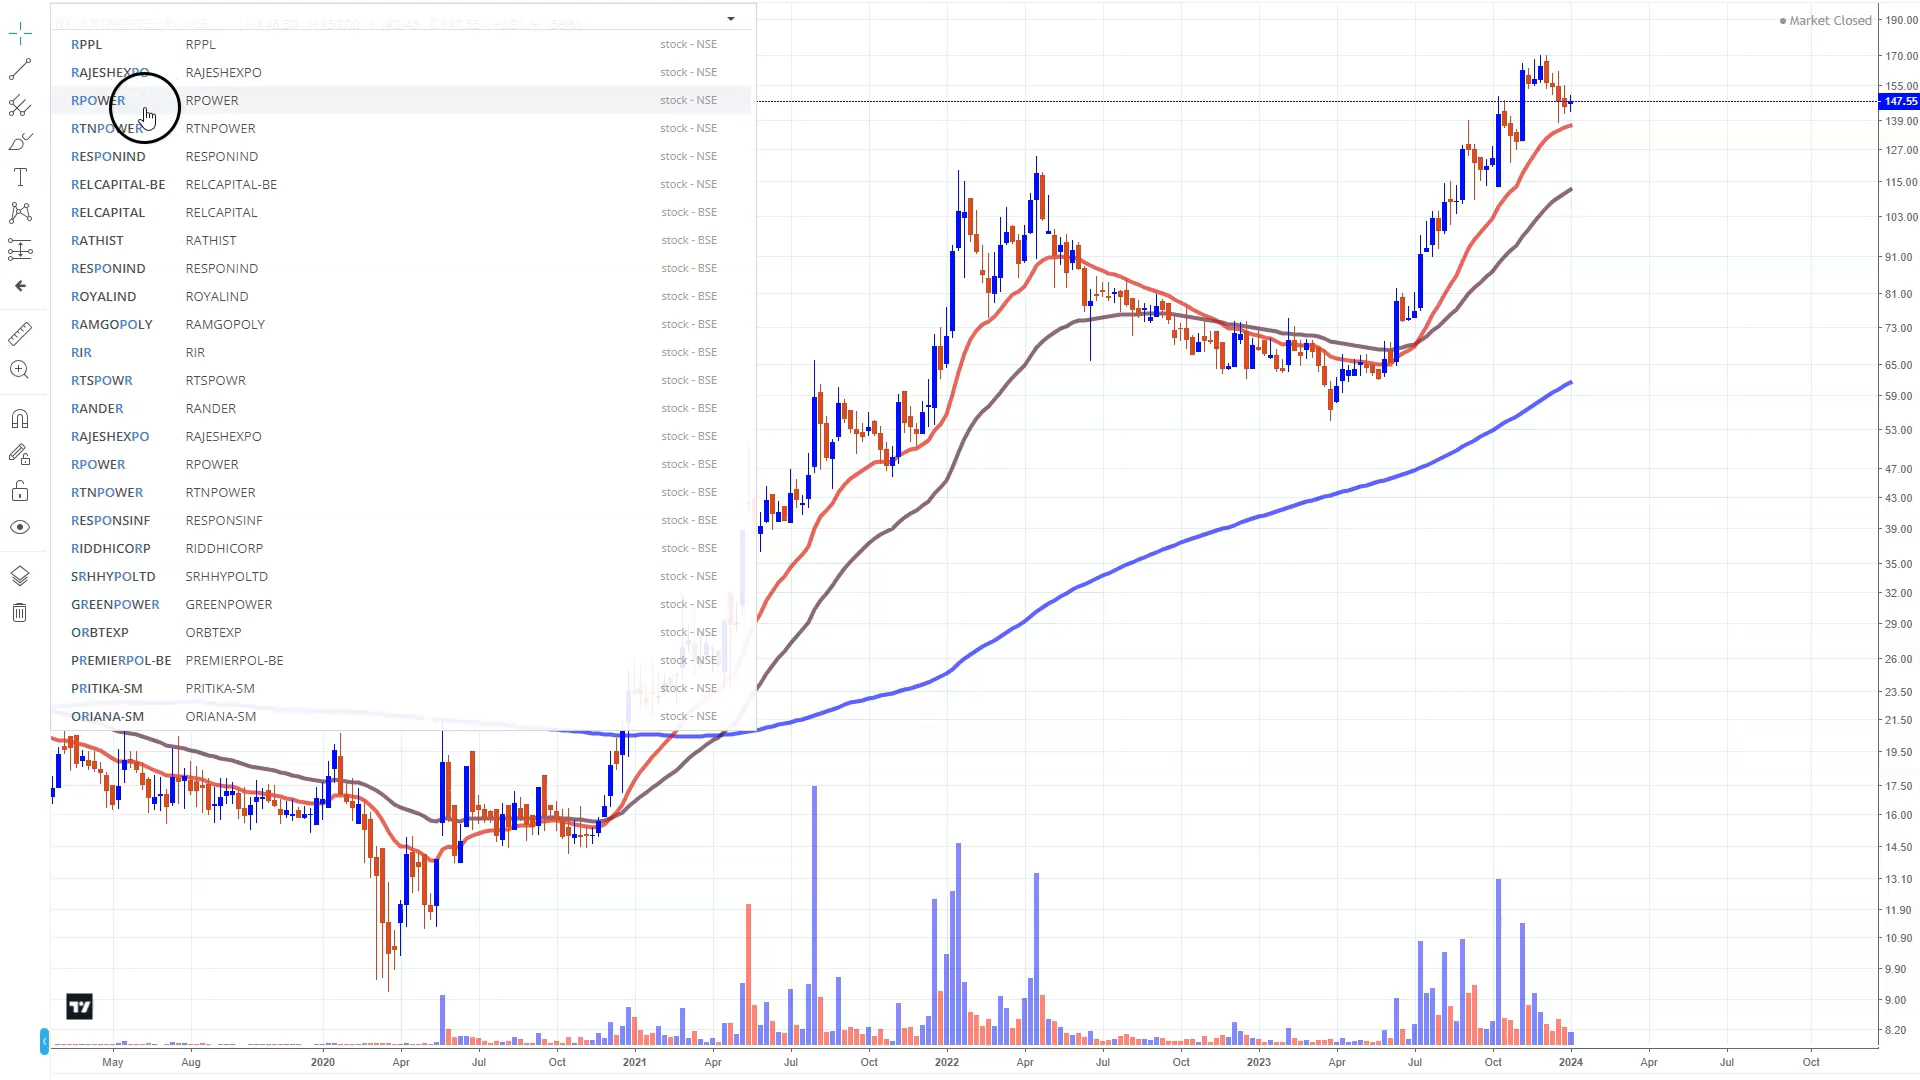 Market Closed
RPPL RPPL stock - NSE
RAJESHEXPO RAJESHEXPO stock - NSE
RPOWER RPOWER stock - NSE
RTNPOWER RTNPOWER stock - NSE
RESPONIND RESPONIND stock - NSE
RELCAPITAL-BE RELCAPITAL-BE stock - NSE
RELCAPITAL RELCAPITAL stock - BSE
RATHIST RATHIST stock - BSE
RESPONIND RESPONIND stock - BSE
ROYALIND ROYALIND stock - BSE
RAMGOPOLY RAMGOPOLY stock - BSE
RIR RIR stock - BSE
RTSPOWR RTSPOWR stock - BSE
RANDER RANDER stock - BSE
RAJESHEXPO RAJESHEXPO stock - BSE
RPOWER RPOWER stock - BSE
RTNPOWER RTNPOWER stock - BSE
RESPONSINF RESPONSINF stock - BSE
RIDDHICORP RIDDHICORP stock - BSE
SRHHYPOLTD SRHHYPOLTD stock - NSE
GREENPOWER GREENPOWER stock - NSE
ORBTEXP ORBTEXP stock - NSE
PREMIERPOL-BE PREMIERPOL-BE stock - NSE
PRITIKA-SM PRITIKA-SM stock - NSE
ORIANA-SM ORIANA-SM stock - NSE
190.00
170.00
155.00
147.55
139.00
127.00
115.00
103.00
91.00
81.00
73.00
65.00
59.00
53.00
47.00
43.00
39.00
35.00
32.00
29.00
26.00
23.50
21.50
19.50
17.50
16.00
14.50
13.10
11.90
10.90
9.90
9.00
8.20
May Aug 2020 Apr Jul Oct 2021 Apr Jul Oct 2022 Apr Jul Oct 2023 Apr Jul Oct 2024 Apr Jul Oct